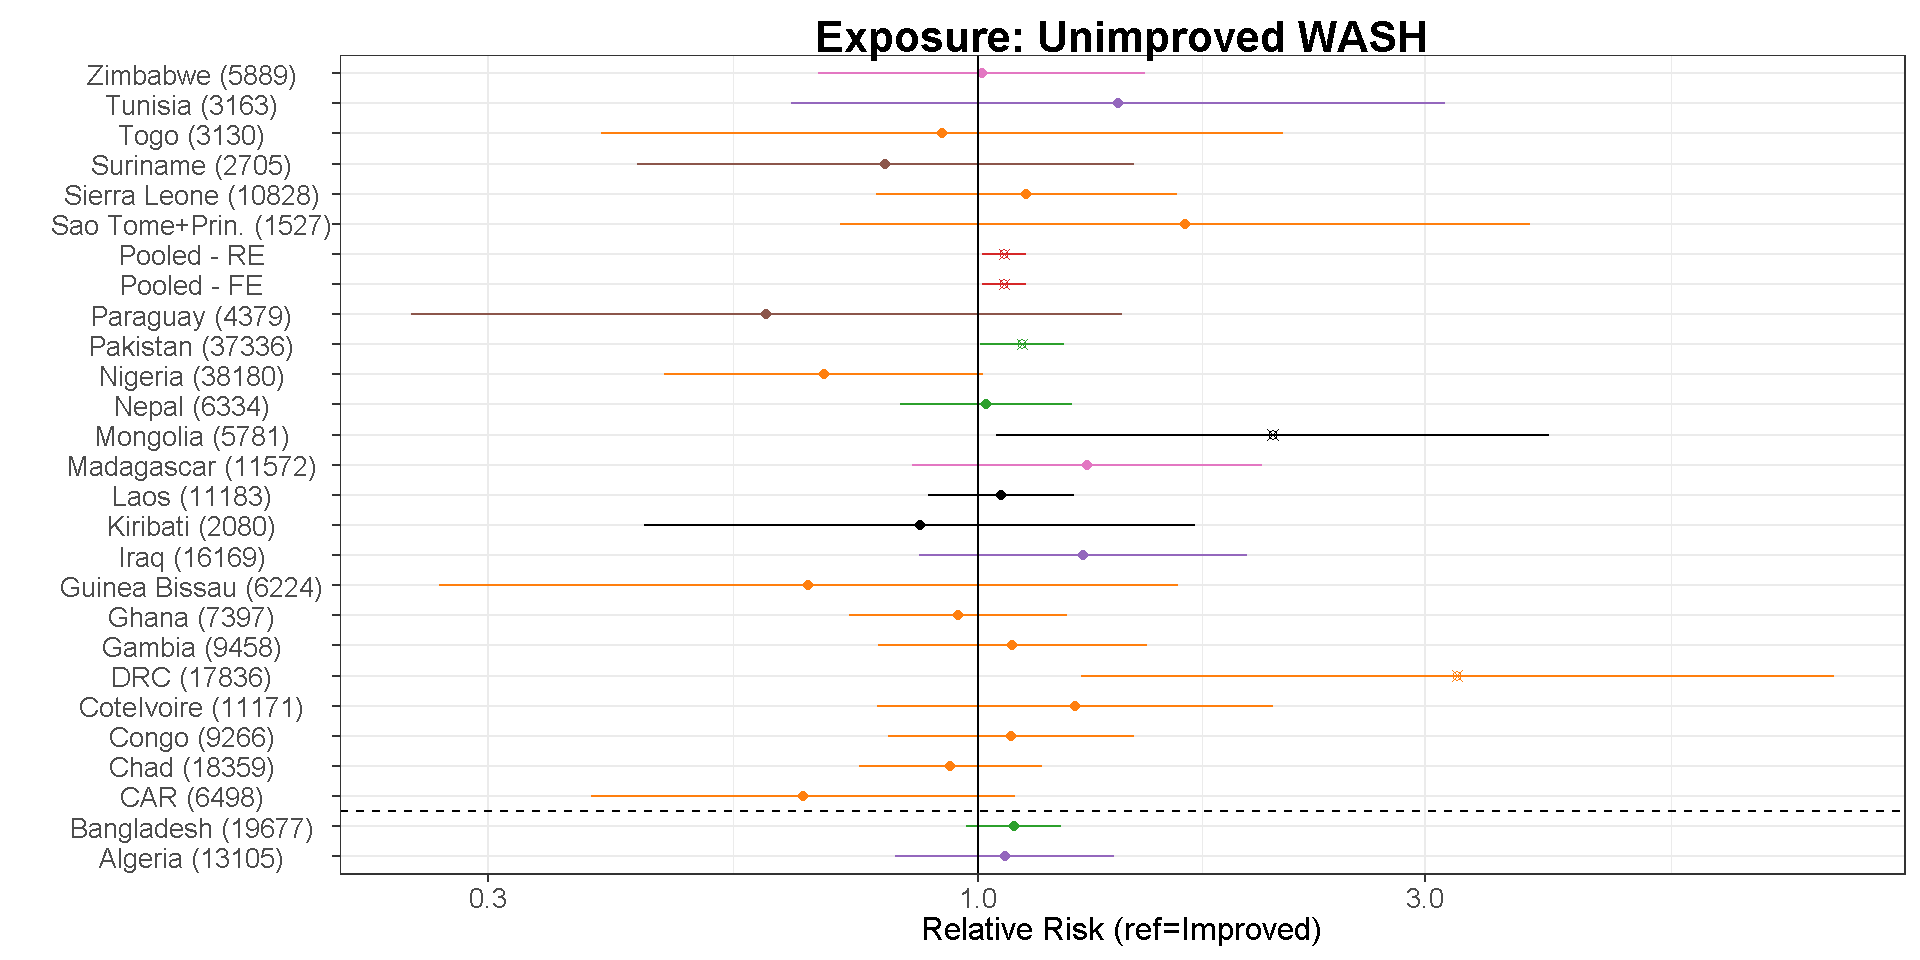 Exposure: Unimproved WASH
Zimbabwe (5889)
Tunisia (3163)
Togo (3130)
Suriname (2705)
Sierra Leone (10828)
Sao Tome+Prin. (1527)
Pooled - RE
Pooled - FE
Paraguay (4379)
Pakistan (37336)
Nigeria (38180)
Nepal (6334)
Mongolia (5781)
Madagascar (11572)
Laos (11183)
Kiribati (2080)
Iraq (16169)
Guinea Bissau (6224)
Ghana (7397)
Gambia (9458)
DRC (17836)
CoteIvoire (11171)
Congo (9266)
Chad (18359)
CAR (6498)
Bangladesh (19677)
Algeria (13105)
0.3 1.0 3.0
Relative Risk (ref=Improved)